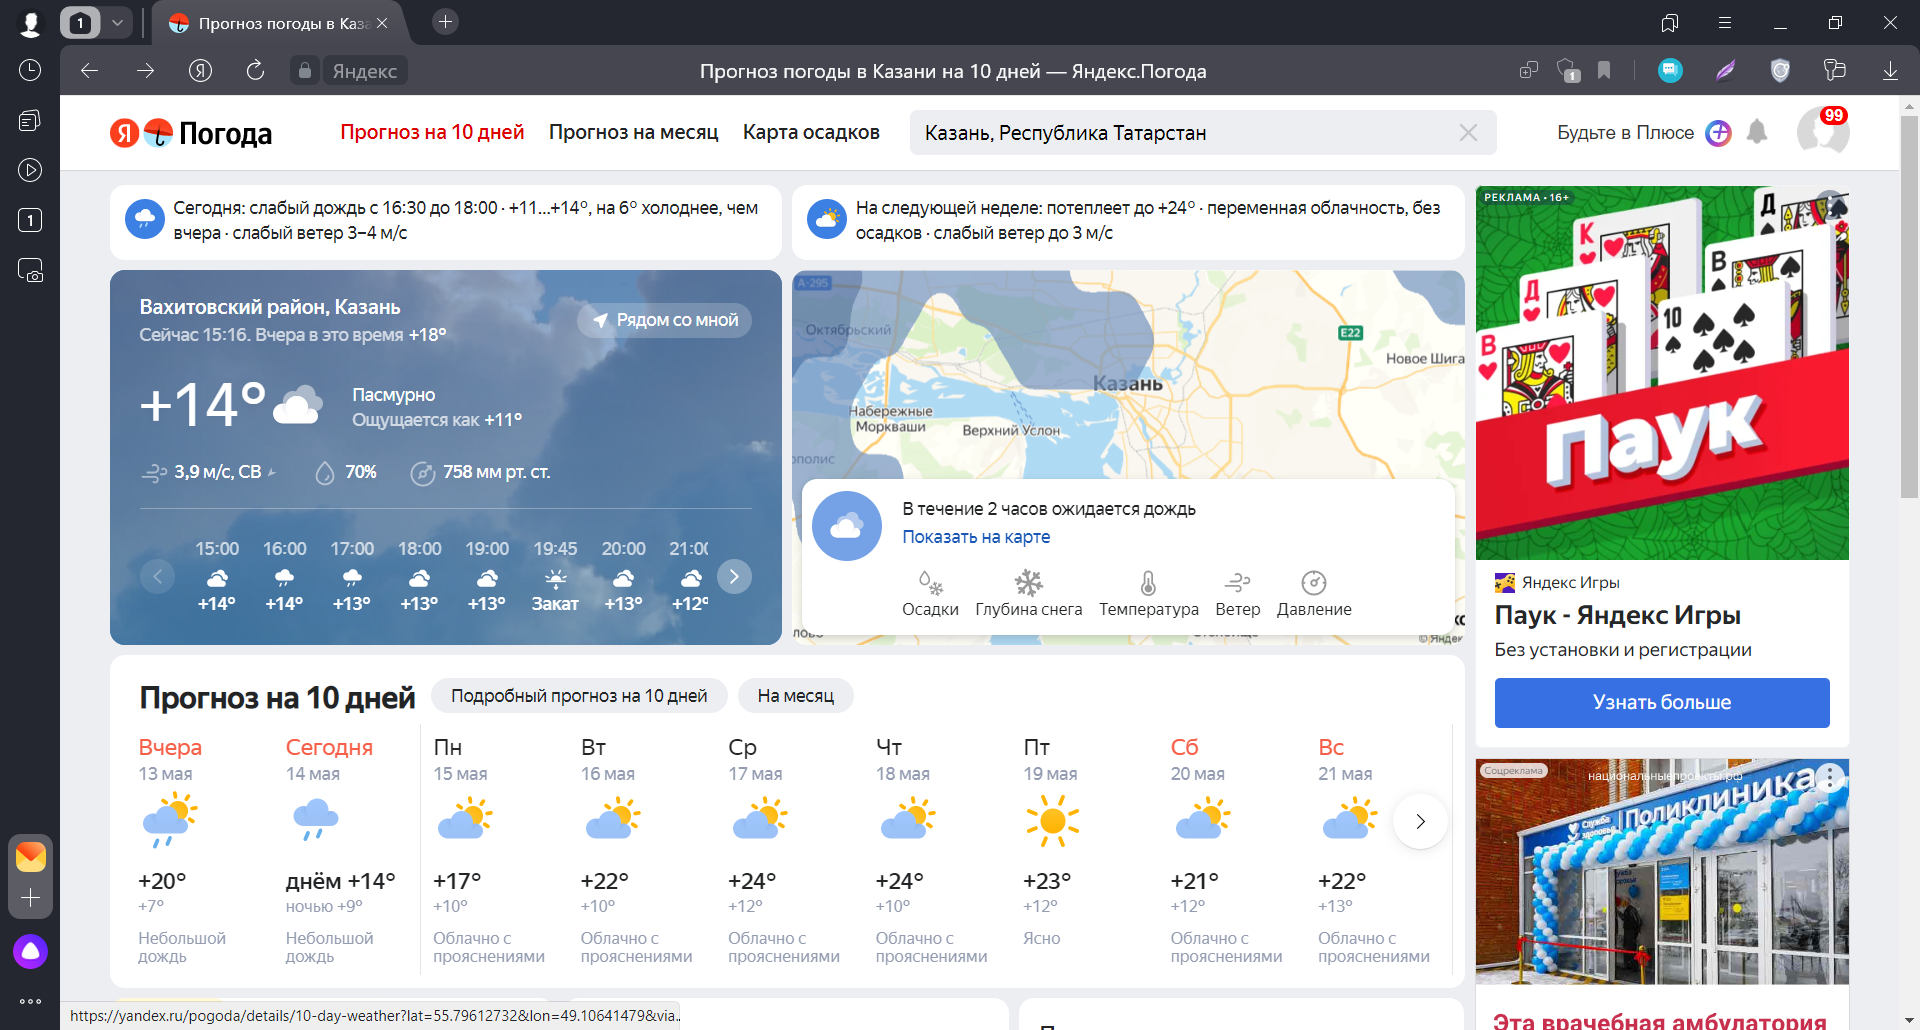 1
Прогноз погоды в Каза
Яндекс
Прогноз погоды в Казани на 10 дней — Яндекс.Погода
1
1
Я Погода
Прогноз на 10 дней
Прогноз на месяц
Карта осадков
Казань, Республика Татарстан
Будьте в Плюсе
99
Сегодня: слабый дождь с 16:30 до 18:00 · +11...+14°, на 6° холоднее, чем
вчера · слабый ветер 3–4 м/с
На следующей неделе: потеплеет до +24° · переменная облачность, без
осадков · слабый ветер до 3 м/с
Вахитовский район, Казань
Сейчас 15:16. Вчера в это время +18°
Рядом со мной
+14°
Пасмурно
Ощущается как +11°
3,9 м/с, СВ
70%
758 мм рт. ст.
15:00 16:00 17:00 18:00 19:00 19:45 20:00 21:00
+14° +14° +13° +13° +13° Закат +13° +12°
А-295
Октябрьский
Е22
Новое Шига
Казань
Набережные
Моркваши
Верхний Услон
ополис
В течение 2 часов ожидается дождь
Показать на карте
Осадки Глубина снега Температура Ветер Давление
лово
© Яндек
Прогноз на 10 дней
Подробный прогноз на 10 дней
На месяц
Вчера Сегодня Пн Вт Ср Чт Пт Сб Вс
13 мая 14 мая 15 мая 16 мая 17 мая 18 мая 19 мая 20 мая 21 мая
+20° днём +14° +17° +22° +24° +24° +23° +21° +22°
+7° ночью +9° +10° +10° +12° +10° +12° +12° +13°
Небольшой Небольшой Облачно с Облачно с Облачно с Облачно с Ясно Облачно с Облачно с
дождь дождь прояснениями прояснениями прояснениями прояснениями прояснениями прояснениями
https://yandex.ru/pogoda/details/10-day-weather?lat=55.79612732&lon=49.10641479&via..
РЕКЛАМА · 16+
К
Д
В
Д
В
10
Паук
Яндекс Игры
Паук - Яндекс Игры
Без установки и регистрации
Узнать больше
Соцреклама
национальныепроекты.рф
Служба
здоровья
Поликлиника
Эта врачебная амбулатория